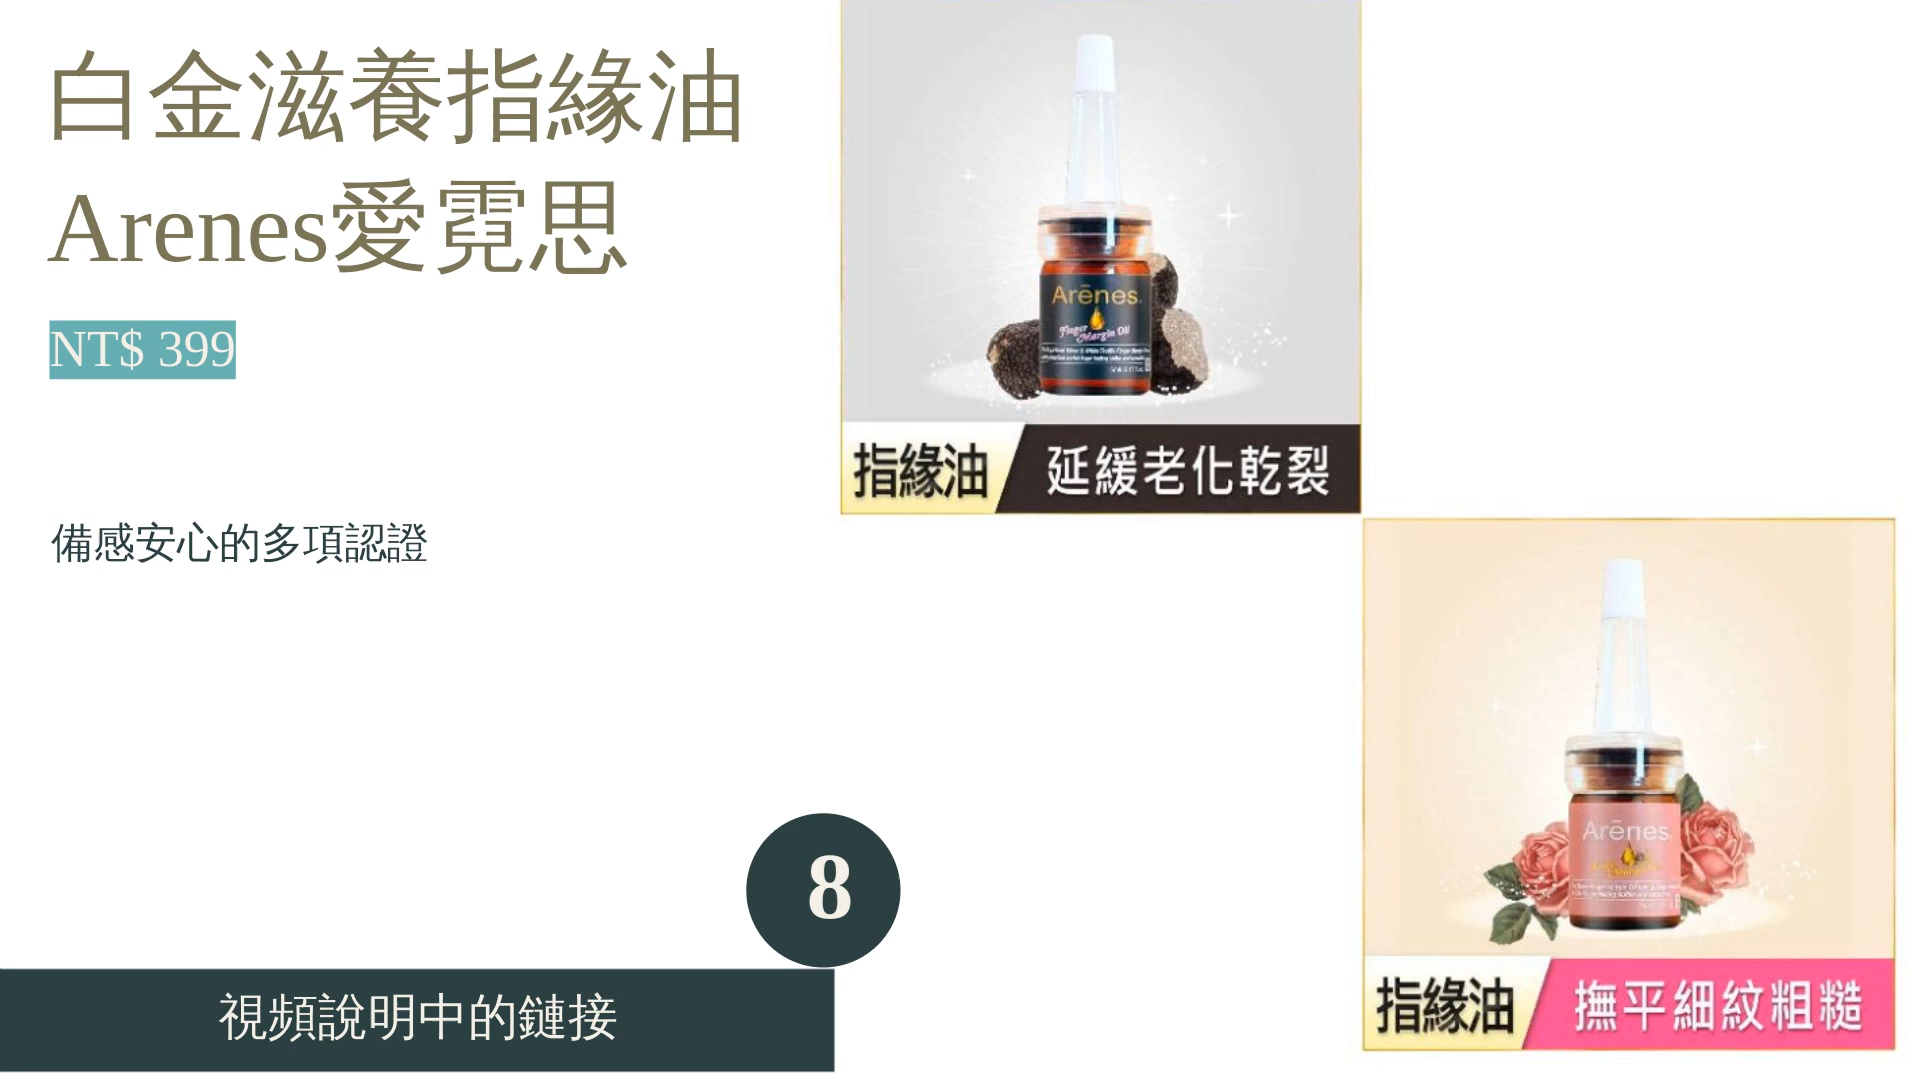 白金滋養指緣油
Arenes愛霓思
NT$ 399
備感安心的多項認證
8
視頻說明中的鏈接
Arēnes
Finger
Margin Oil
指緣油 延緩老化乾裂
Arēnes
指緣油 撫平細紋粗糙